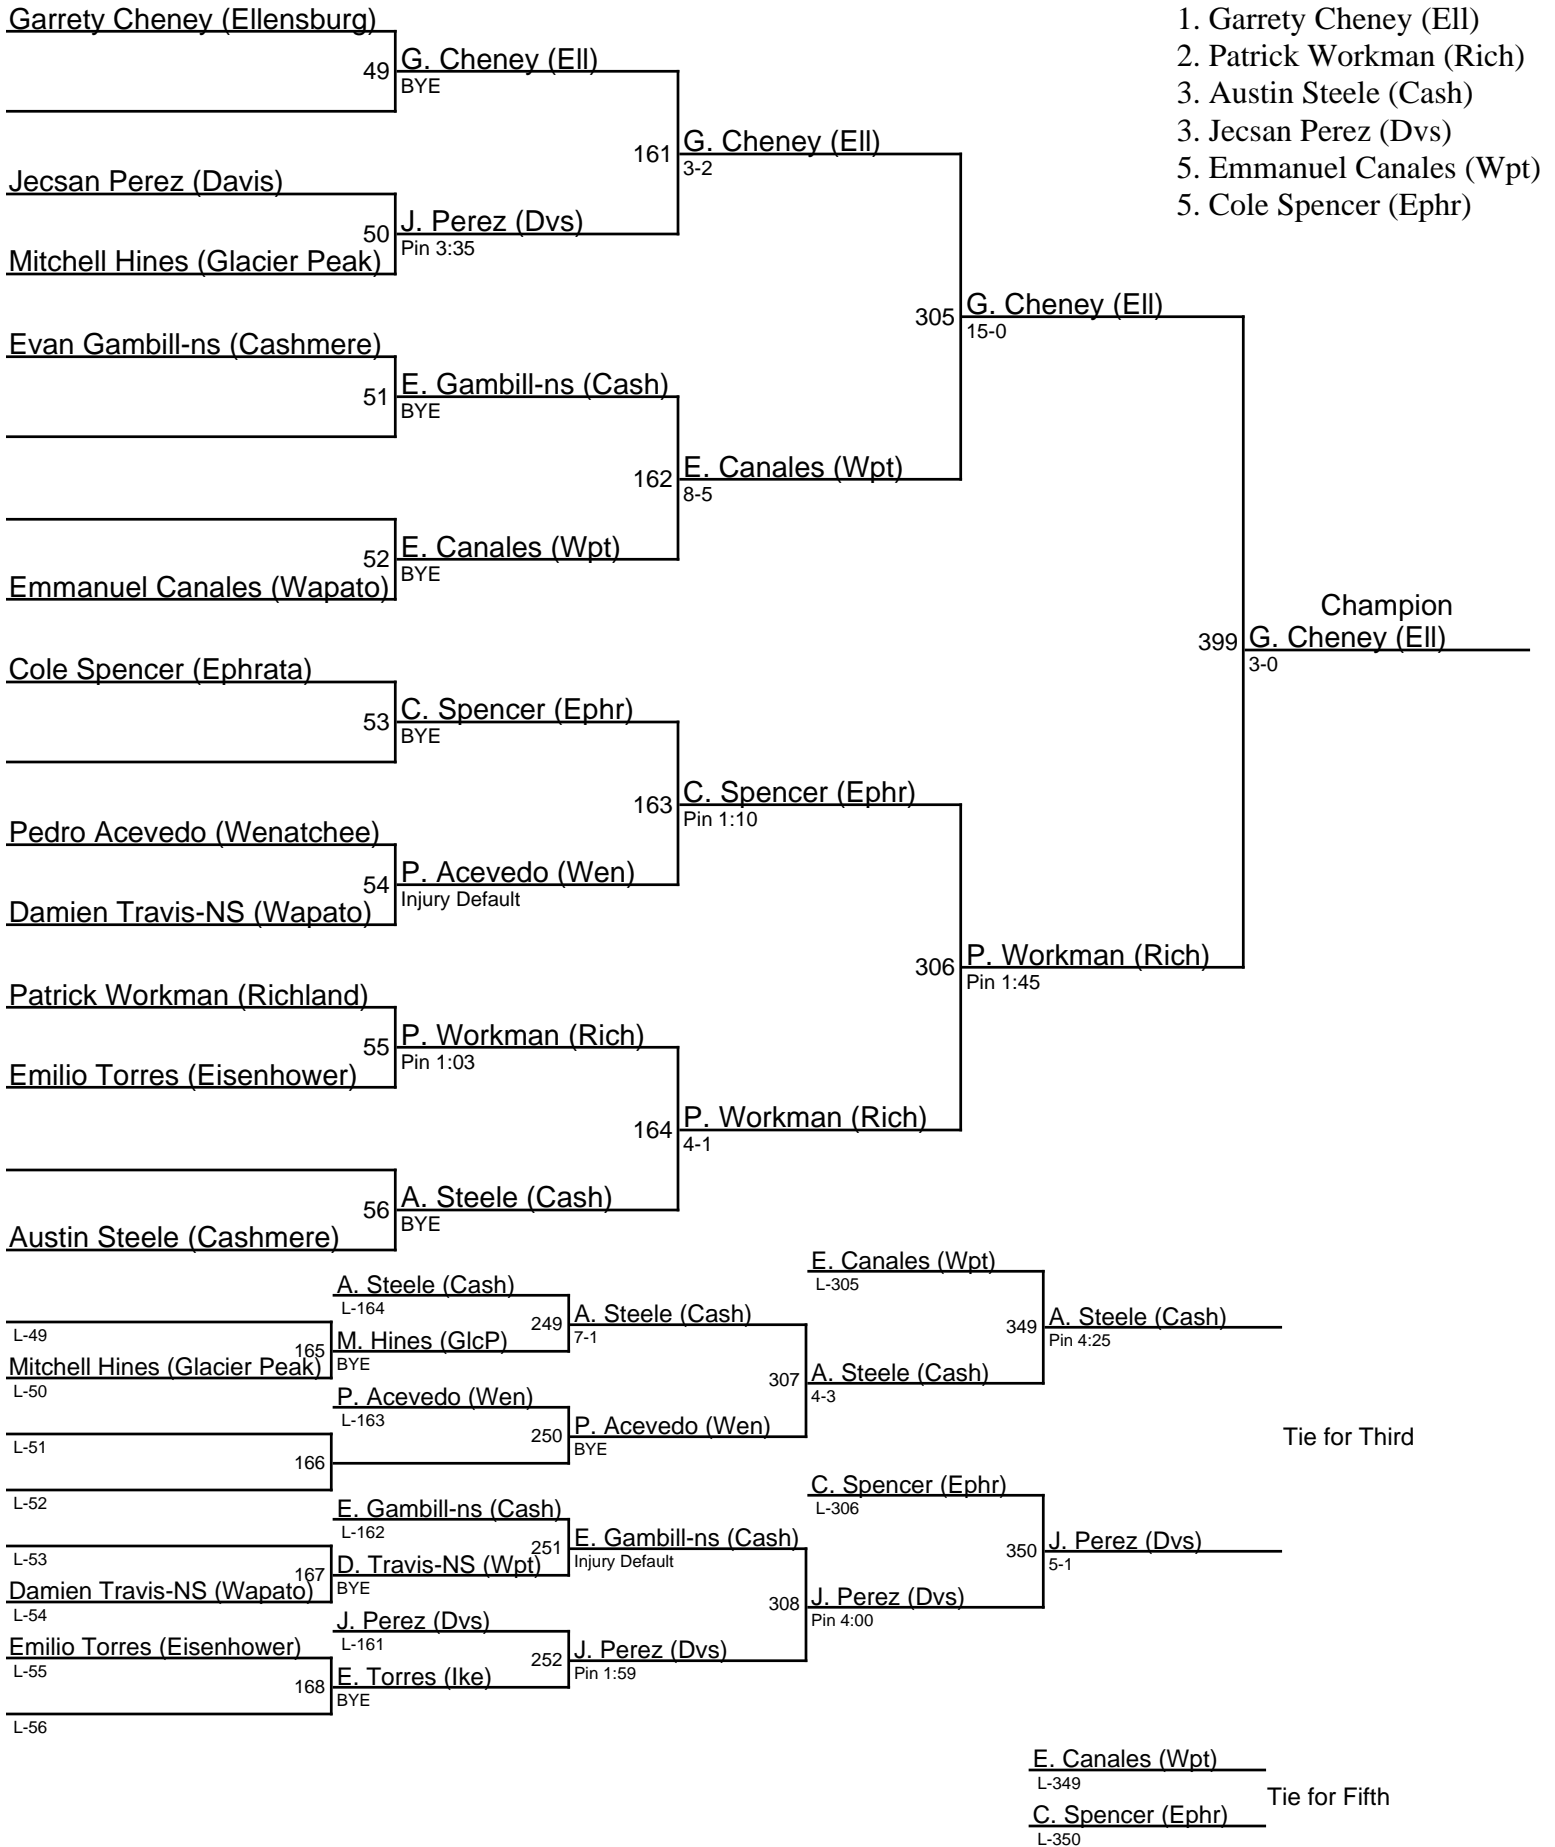 Garrety Cheney (Ellensburg)
49
G. Cheney (Ell)
BYE
161
G. Cheney (Ell)
3-2
Jecsan Perez (Davis)
50
J. Perez (Dvs)
Pin 3:35
Mitchell Hines (Glacier Peak)
305
G. Cheney (Ell)
15-0
Evan Gambill-ns (Cashmere)
51
E. Gambill-ns (Cash)
BYE
162
E. Canales (Wpt)
8-5
52
E. Canales (Wpt)
BYE
Emmanuel Canales (Wapato)
Champion
399
G. Cheney (Ell)
3-0
Cole Spencer (Ephrata)
53
C. Spencer (Ephr)
BYE
163
C. Spencer (Ephr)
Pin 1:10
Pedro Acevedo (Wenatchee)
54
P. Acevedo (Wen)
Injury Default
Damien Travis-NS (Wapato)
306
P. Workman (Rich)
Pin 1:45
Patrick Workman (Richland)
55
P. Workman (Rich)
Pin 1:03
Emilio Torres (Eisenhower)
164
P. Workman (Rich)
4-1
56
A. Steele (Cash)
BYE
Austin Steele (Cashmere)
1. Garrety Cheney (Ell)
2. Patrick Workman (Rich)
3. Austin Steele (Cash)
3. Jecsan Perez (Dvs)
5. Emmanuel Canales (Wpt)
5. Cole Spencer (Ephr)
A. Steele (Cash)
L-164
L-49
165
M. Hines (GlcP)
BYE
Mitchell Hines (Glacier Peak)
L-50
249
A. Steele (Cash)
7-1
P. Acevedo (Wen)
L-163
L-51
166
L-52
250
P. Acevedo (Wen)
BYE
307
A. Steele (Cash)
4-3
E. Canales (Wpt)
L-305
349
A. Steele (Cash)
Pin 4:25
Tie for Third
E. Gambill-ns (Cash)
L-162
L-53
167
D. Travis-NS (Wpt)
BYE
Damien Travis-NS (Wapato)
L-54
251
E. Gambill-ns (Cash)
Injury Default
J. Perez (Dvs)
L-161
Emilio Torres (Eisenhower)
L-55
168
E. Torres (Ike)
BYE
L-56
252
J. Perez (Dvs)
Pin 1:59
308
J. Perez (Dvs)
Pin 4:00
C. Spencer (Ephr)
L-306
350
J. Perez (Dvs)
5-1
E. Canales (Wpt)
L-349
Tie for Fifth
C. Spencer (Ephr)
L-350